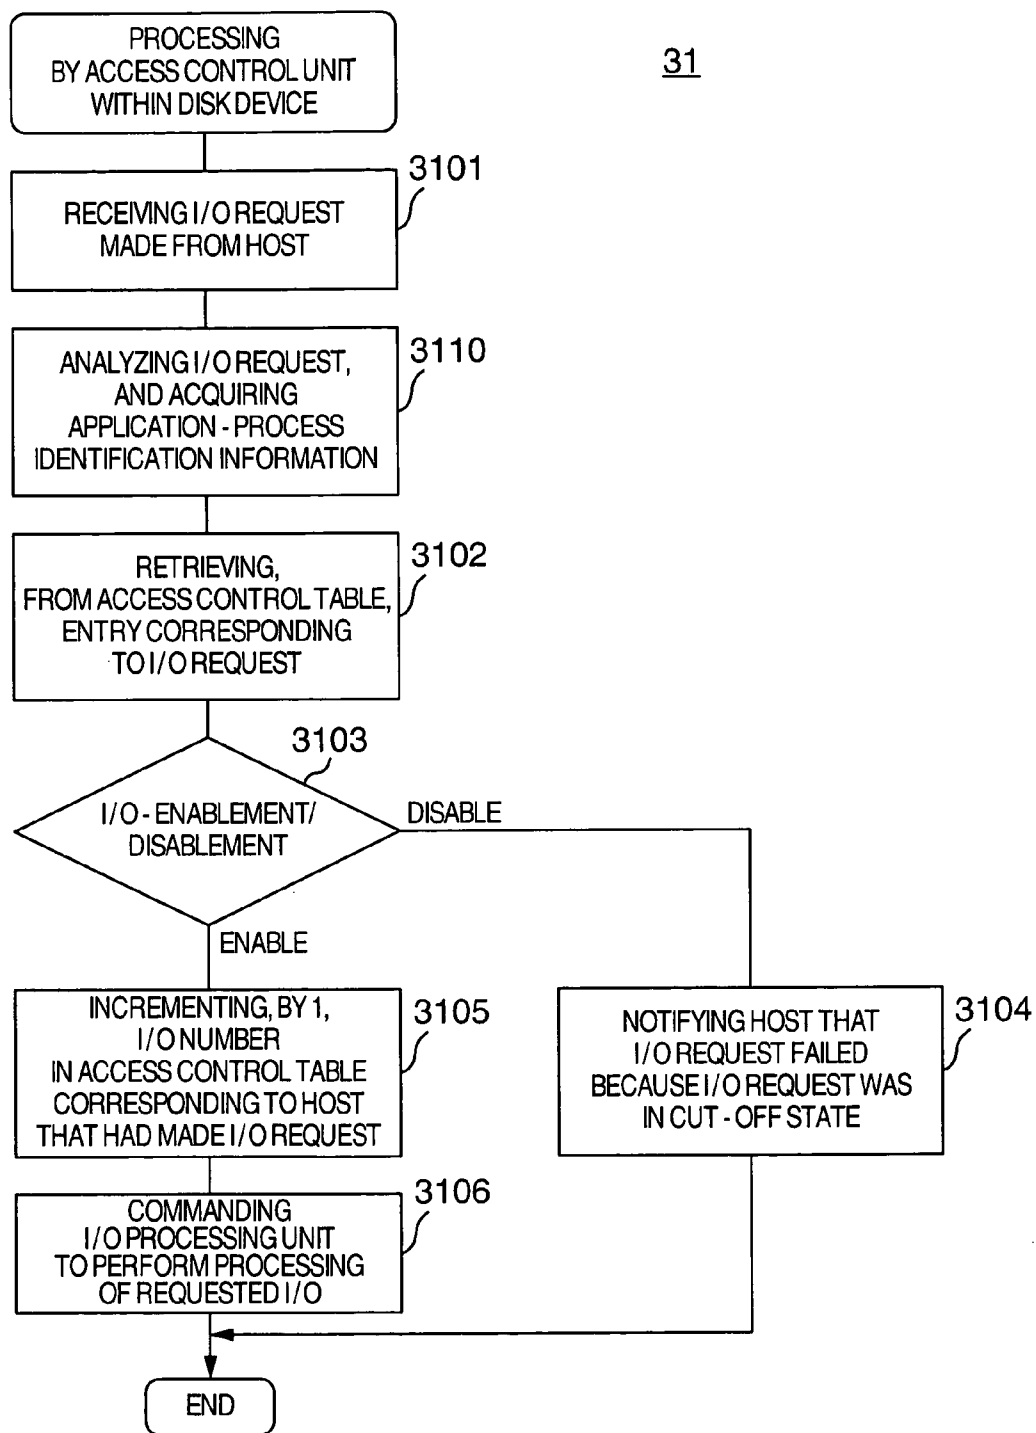 PROCESSING
BY ACCESS CONTROL UNIT
WITHIN DISK DEVICE
31
3101
RECEIVING I/O REQUEST
MADE FROM HOST
3110
ANALYZING I/O REQUEST,
AND ACQUIRING
APPLICATION - PROCESS
IDENTIFICATION INFORMATION
3102
RETRIEVING,
FROM ACCESS CONTROL TABLE,
ENTRY CORRESPONDING
TO I/O REQUEST
3103
I/O - ENABLEMENT/
DISABLEMENT
DISABLE
ENABLE
3105
INCREMENTING, BY 1,
I/O NUMBER
IN ACCESS CONTROL TABLE
CORRESPONDING TO HOST
THAT HAD MADE I/O REQUEST
3104
NOTIFYING HOST THAT
I/O REQUEST FAILED
BECAUSE I/O REQUEST WAS
IN CUT - OFF STATE
3106
COMMANDING
I/O PROCESSING UNIT
TO PERFORM PROCESSING
OF REQUESTED I/O
END